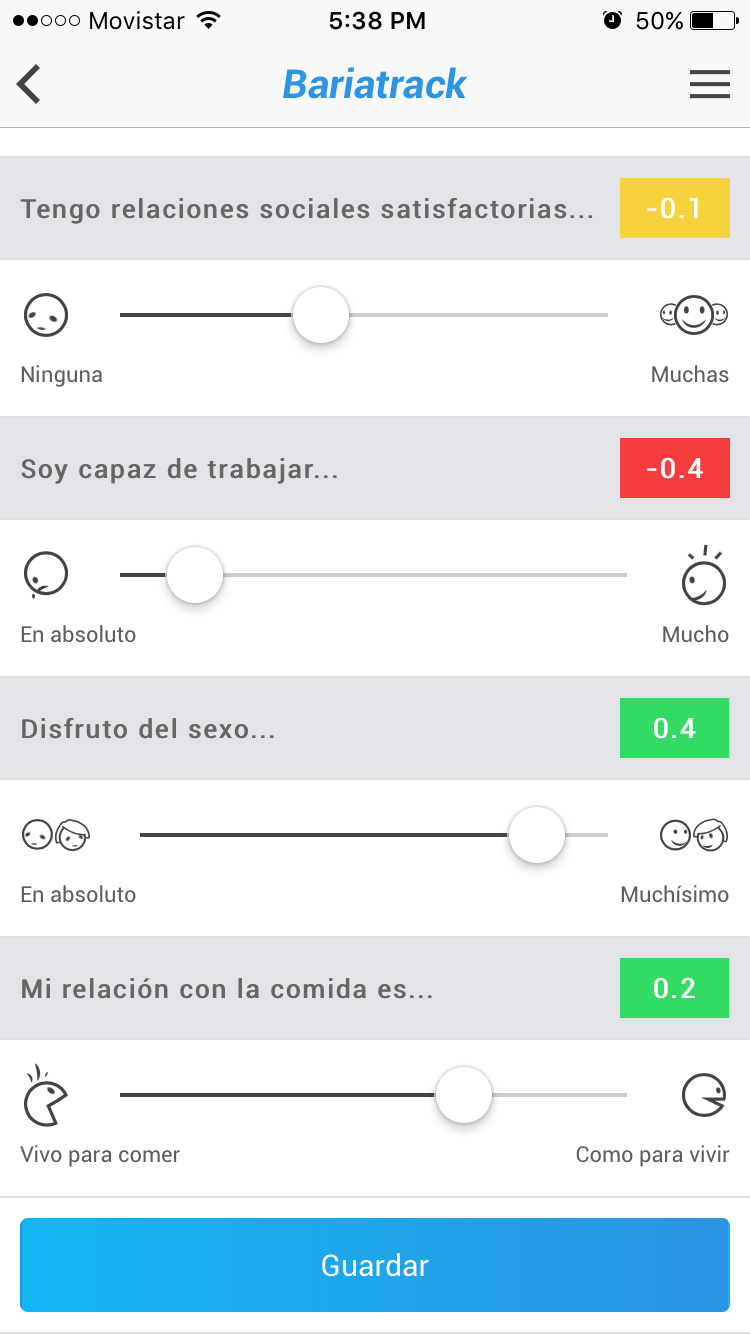 Movistar 5:38 PM 50%
Bariatrack
Tengo relaciones sociales satisfactorias... -0.1
Ninguna Muchas
Soy capaz de trabajar... -0.4
En absoluto Mucho
Disfruto del sexo... 0.4
En absoluto Muchísimo
Mi relación con la comida es... 0.2
Vivo para comer Como para vivir
Guardar